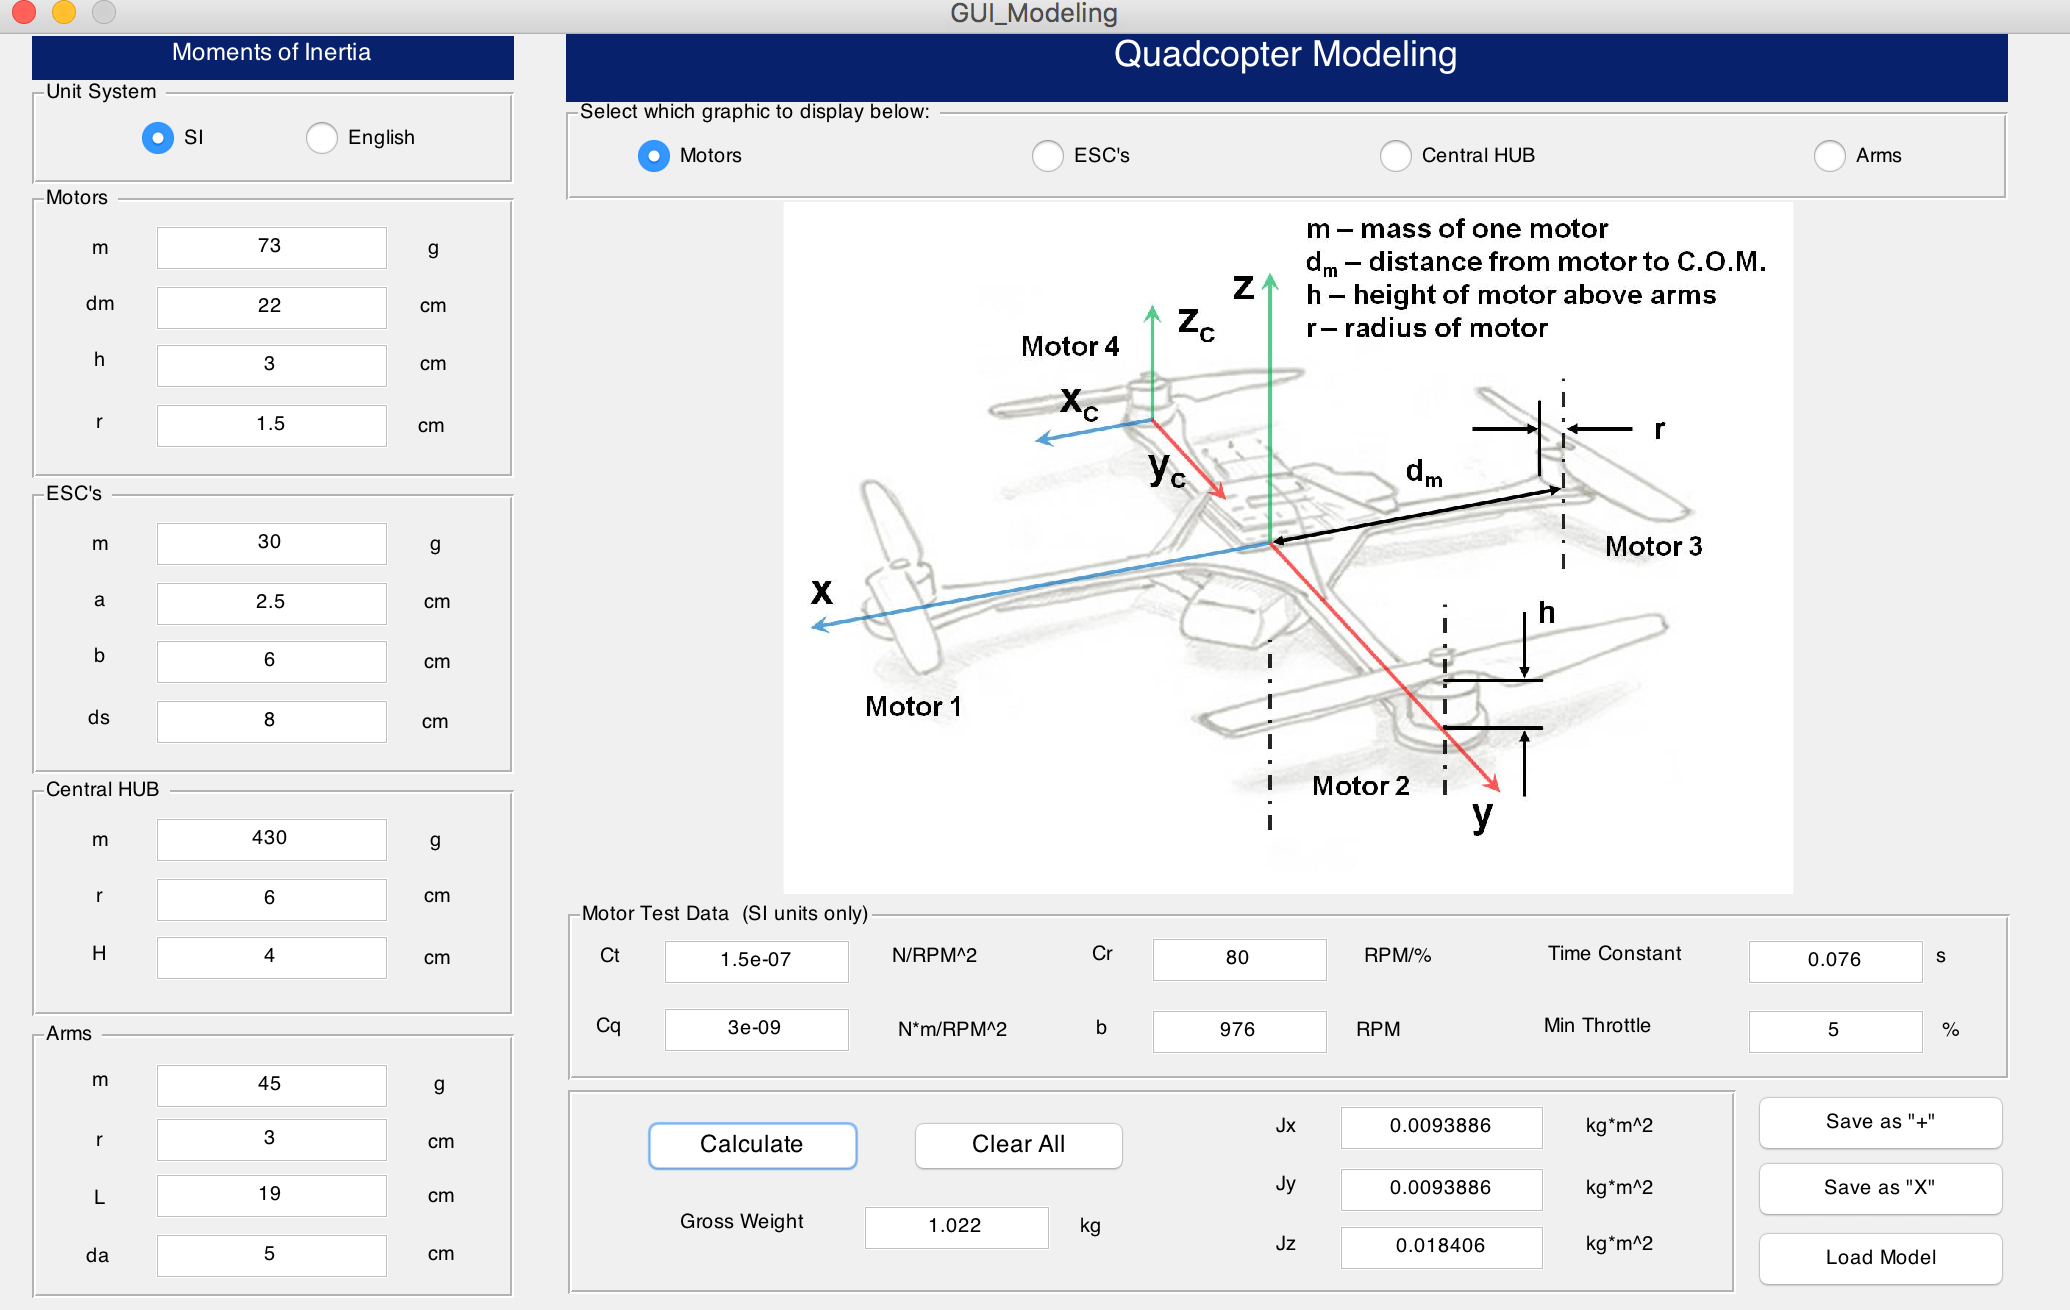 GUI_Modeling
Moments of Inertia
Unit System
SI English
Motors
m 73 g
dm 22 cm
h 3 cm
r 1.5 cm
ESC's
m 30 g
a 2.5 cm
b 6 cm
ds 8 cm
Central HUB
m 430 g
r 6 cm
H 4 cm
Arms
m 45 g
r 3 cm
L 19 cm
da 5 cm
Quadcopter Modeling
Select which graphic to display below:
Motors ESC's Central HUB Arms
m – mass of one motor
dm – distance from motor to C.O.M.
h – height of motor above arms
r – radius of motor
z
zc
Motor 4
xc
yc
r
dm
Motor 3
x
h
Motor 1
Motor 2
y
Motor Test Data (SI units only)
Ct 1.5e-07 N/RPM^2 Cr 80 RPM/% Time Constant 0.076 s
Cq 3e-09 N*m/RPM^2 b 976 RPM Min Throttle 5 %
Calculate Clear All
Gross Weight 1.022 kg
Jx 0.0093886 kg*m^2
Jy 0.0093886 kg*m^2
Jz 0.018406 kg*m^2
Save as "+"
Save as "X"
Load Model